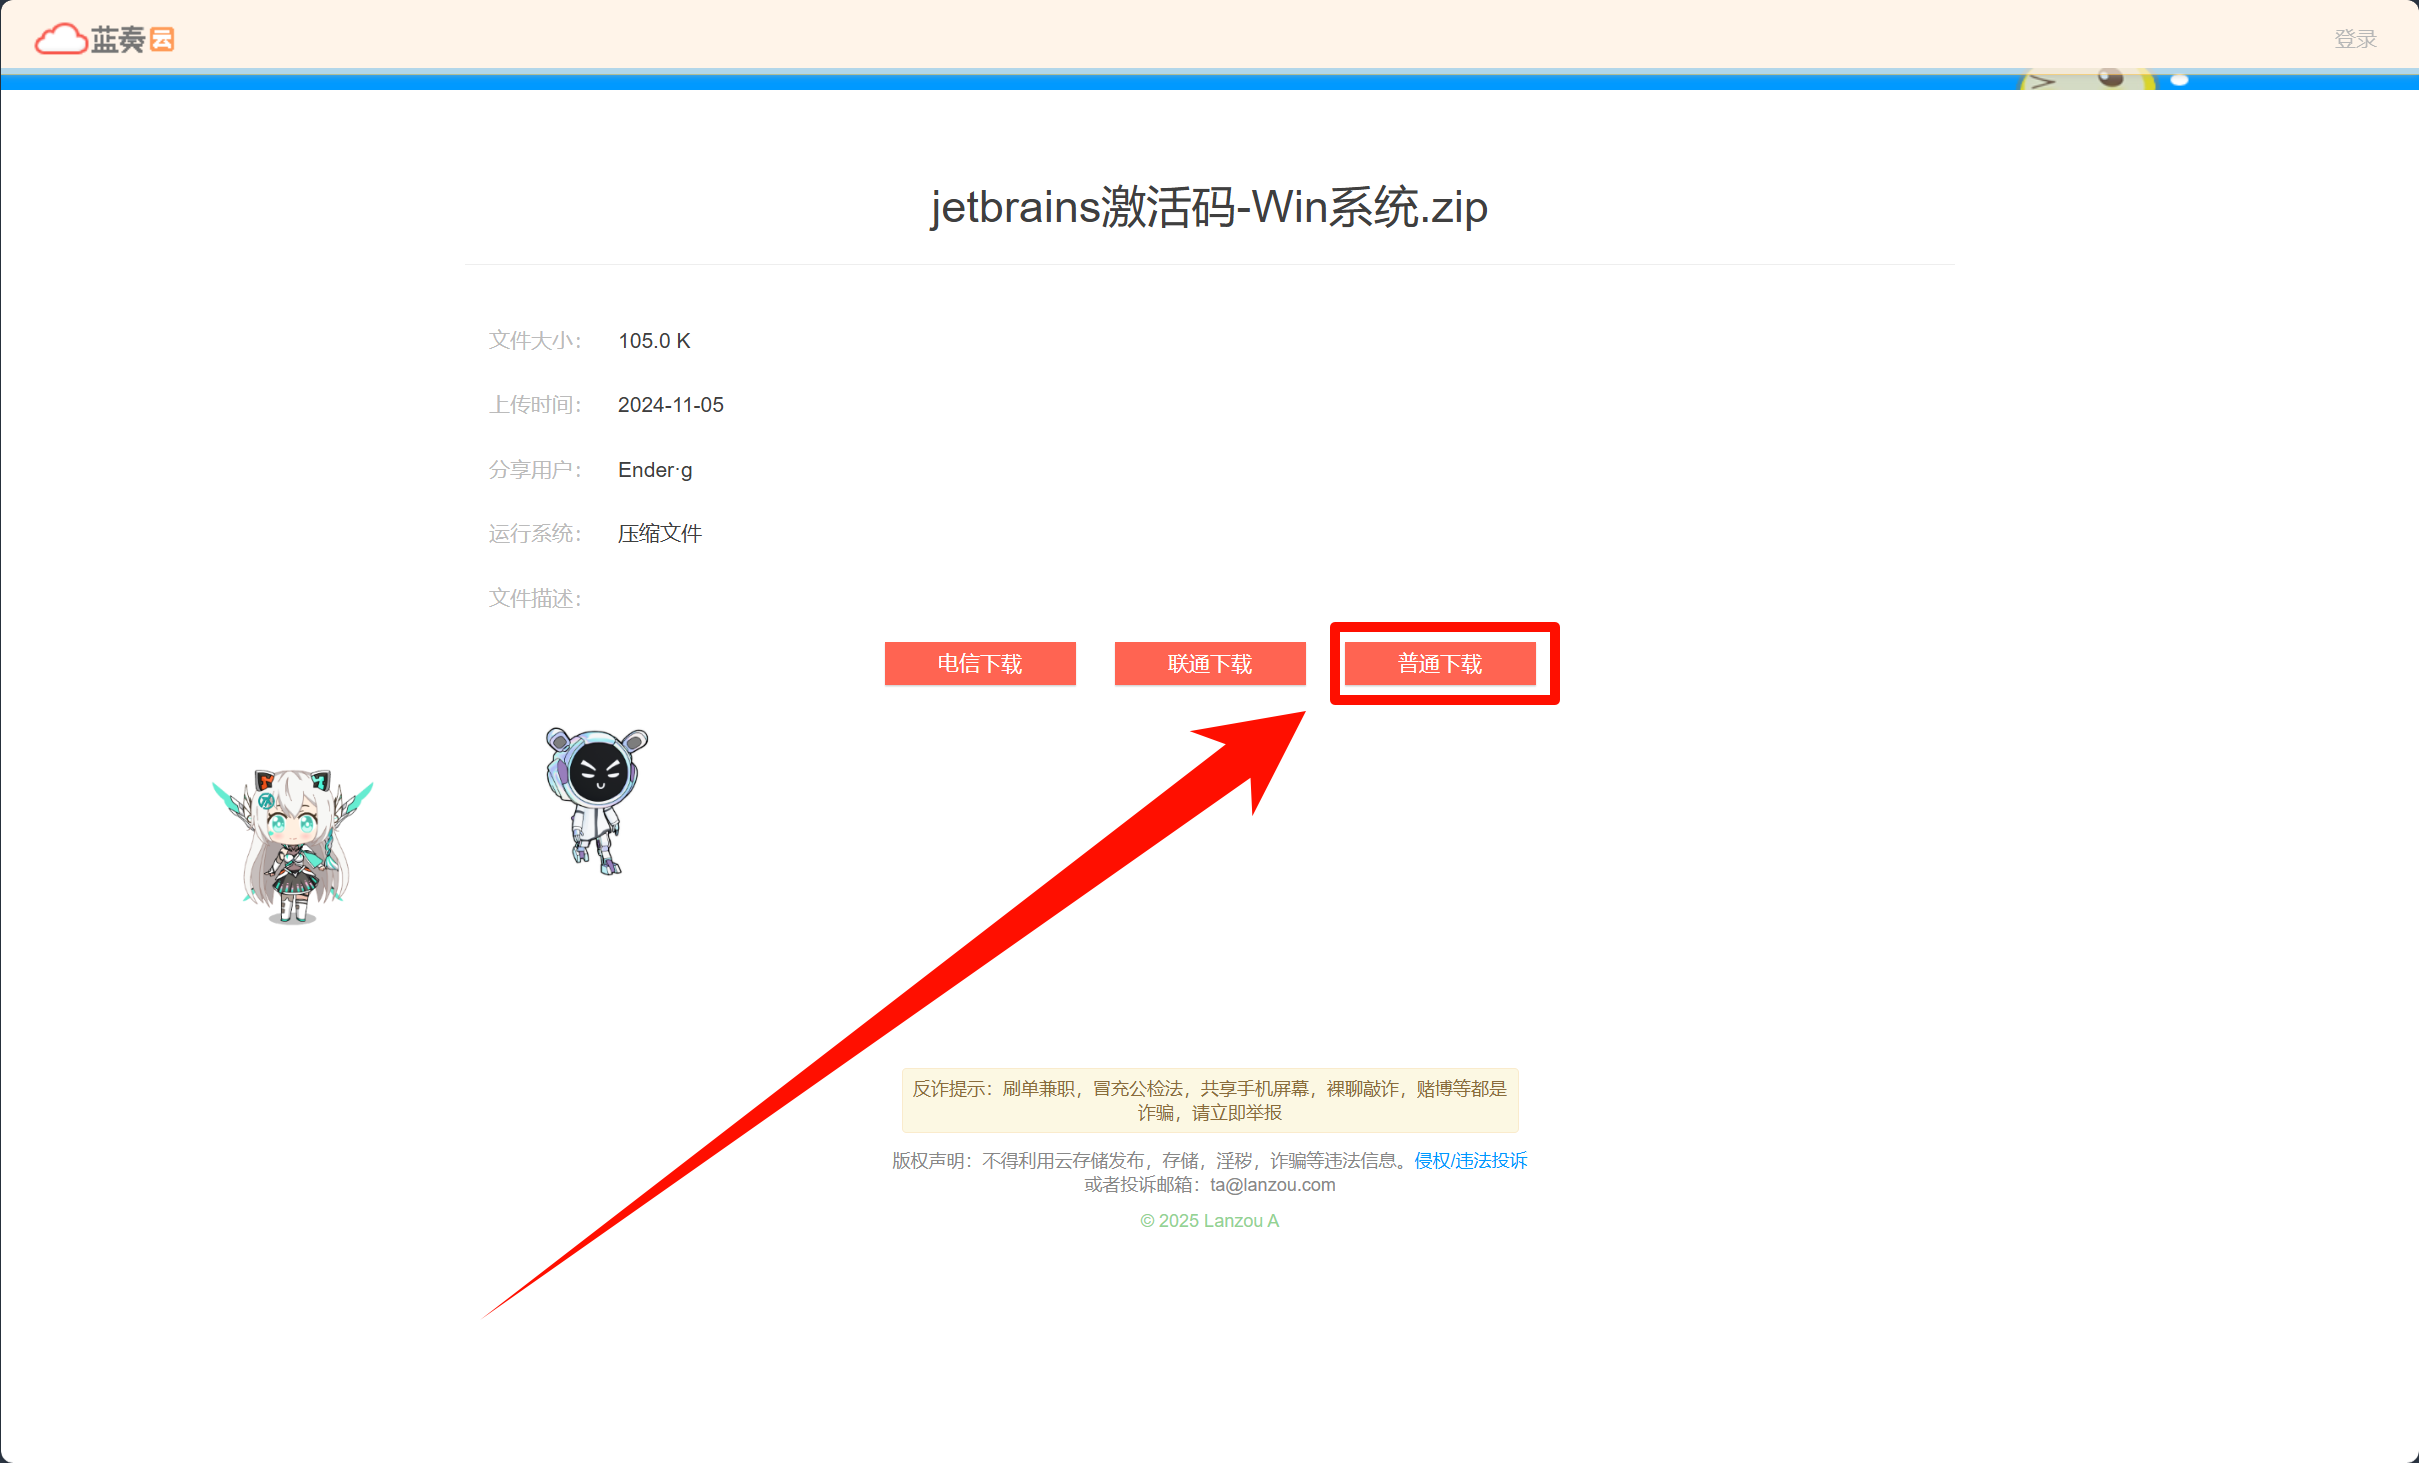 蓝奏云
登录
jetbrains激活码-Win系统.zip
文件大小： 105.0 K
上传时间： 2024-11-05
分享用户： Ender·g
运行系统： 压缩文件
文件描述：
电信下载 联通下载 普通下载
反诈提示：刷单兼职，冒充公检法，共享手机屏幕，裸聊敲诈，赌博等都是
诈骗，请立即举报
版权声明：不得利用云存储发布，存储，淫秽，诈骗等违法信息。侵权/违法投诉
或者投诉邮箱：ta@lanzou.com
© 2025 Lanzou A